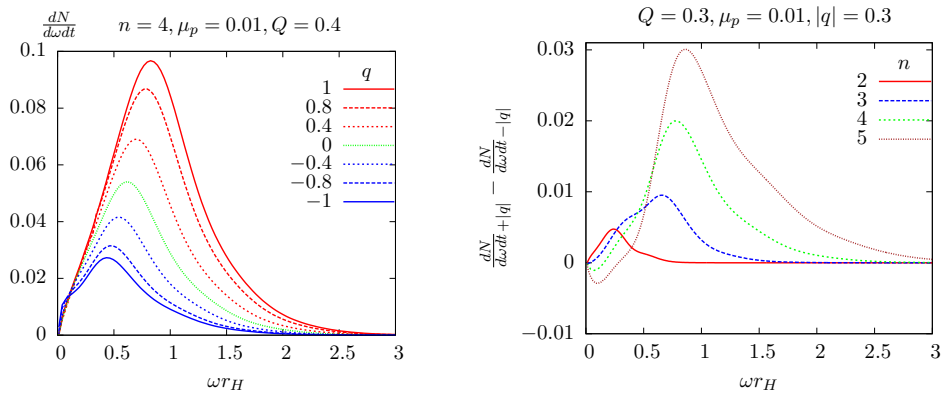 dN/dωdt
n = 4, μ_p = 0.01, Q = 0.4
0.1
0.08
0.06
0.04
0.02
0
0 0.5 1 1.5 2 2.5 3
ωr_H
q
1
0.8
0.4
0
−0.4
−0.8
−1
Q = 0.3, μ_p = 0.01, |q| = 0.3
dN/dωdt +|q| − dN/dωdt −|q|
0.03
0.02
0.01
0
−0.01
0 0.5 1 1.5 2 2.5 3
ωr_H
n
2
3
4
5